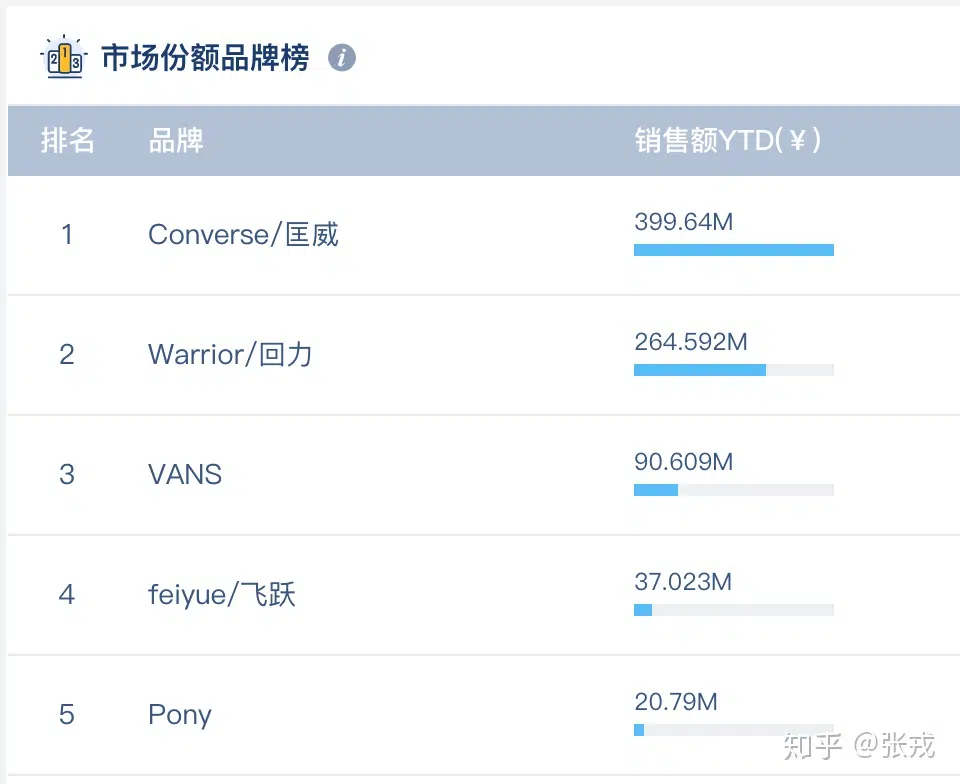 市场份额品牌榜
排名 品牌 销售额YTD(¥)
1 Converse/匡威 399.64M
2 Warrior/回力 264.592M
3 VANS 90.609M
4 feiyue/飞跃 37.023M
5 Pony 20.79M
知乎 @张戎